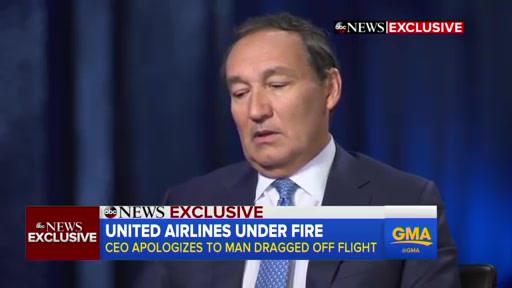 abc NEWS EXCLUSIVE
abc NEWS EXCLUSIVE
abc NEWS
EXCLUSIVE
UNITED AIRLINES UNDER FIRE
CEO APOLOGIZES TO MAN DRAGGED OFF FLIGHT
GMA
@GMA